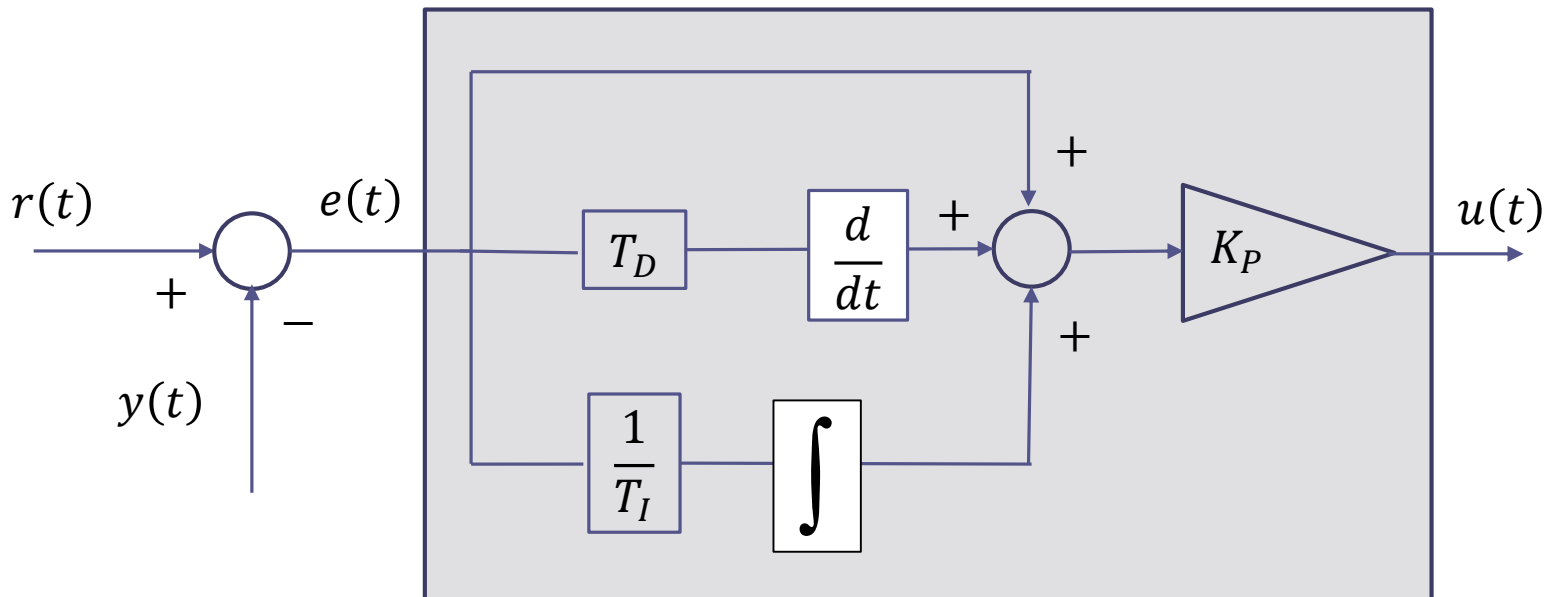 r(t)
+
−
y(t)
e(t)
T_D
d/dt
+
+
+
1/T_I
∫
K_P
u(t)